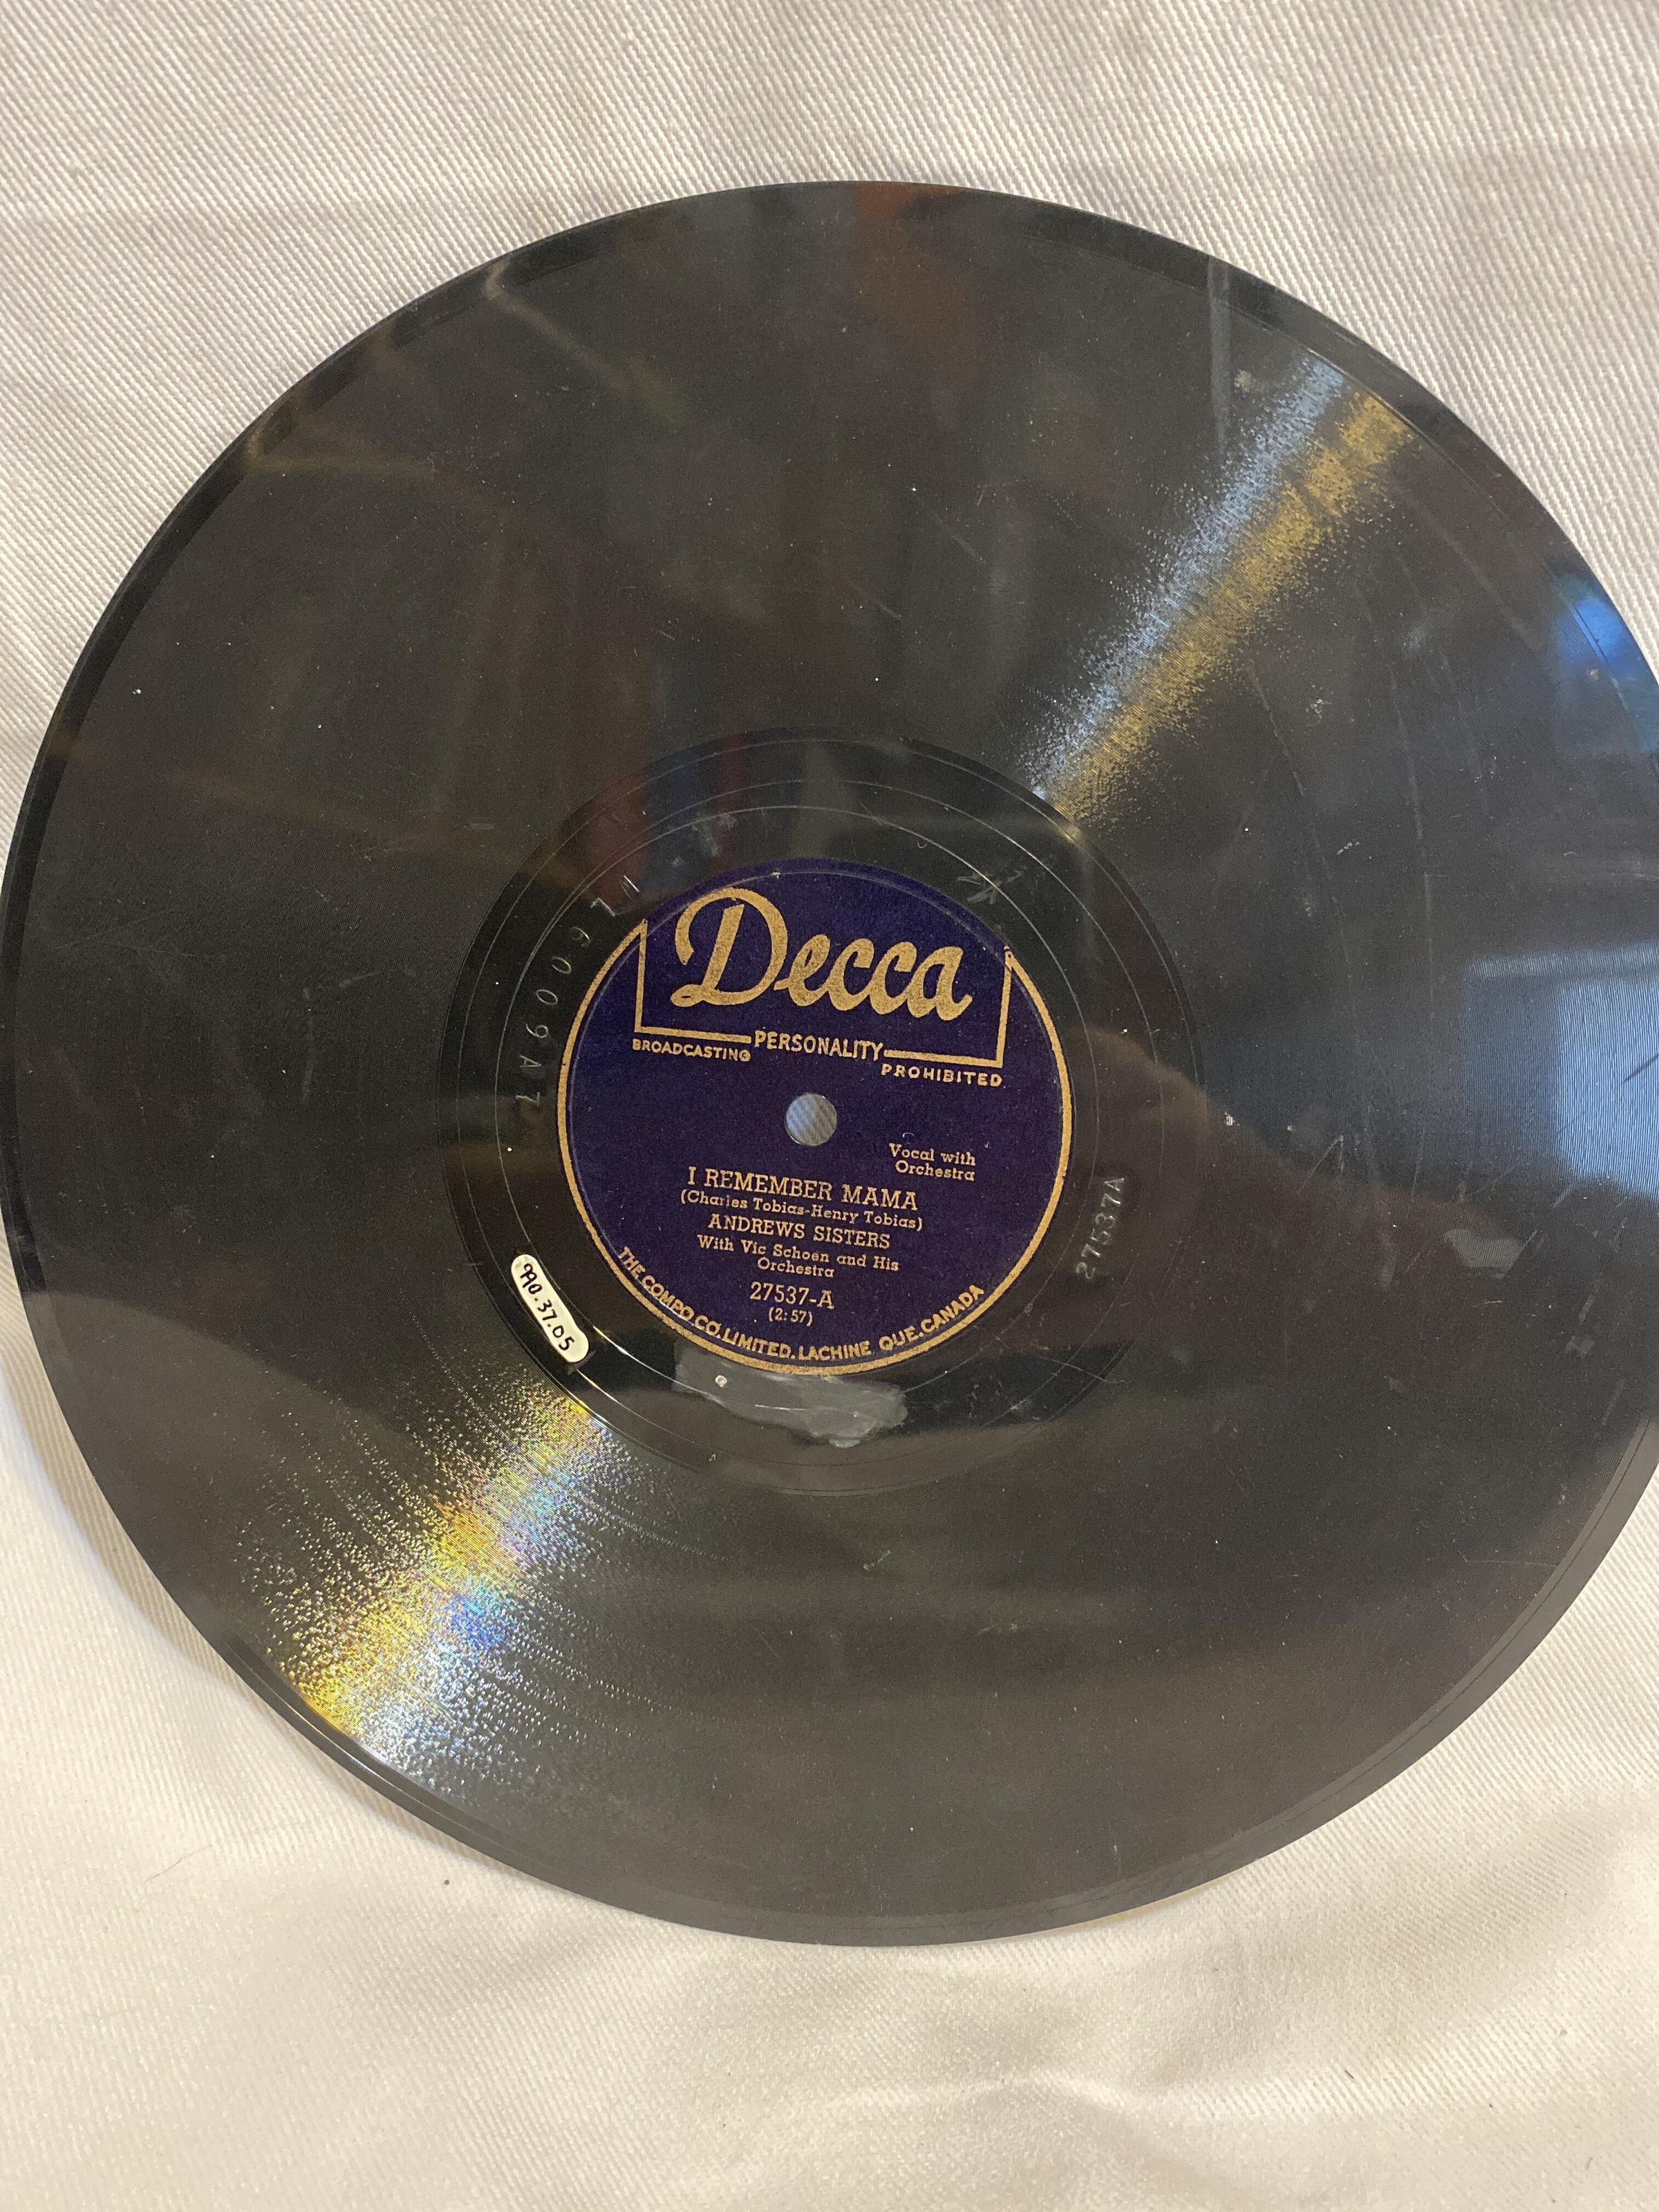 Decca
PERSONALITY
BROADCASTING
PROHIBITED
Vocal with
Orchestra
I REMEMBER MAMA
(Charles Tobias-Henry Tobias)
ANDREWS SISTERS
With Vic Schoen and His
Orchestra
27537-A
(2:57)
THE COMPO CO. LIMITED. LACHINE QUE. CANADA
990.37.05
27537A